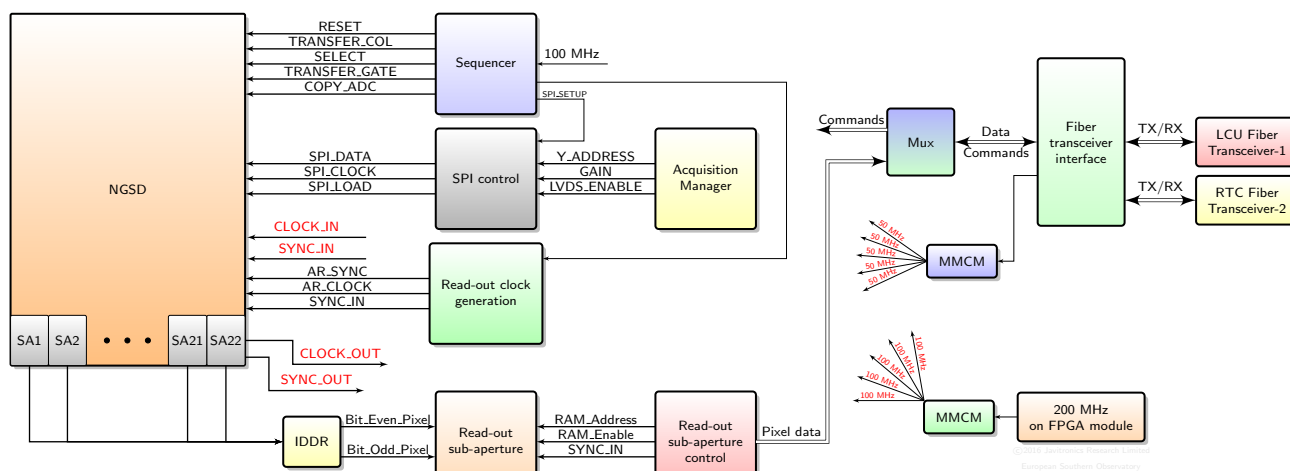 RESET
TRANSFER_COL
SELECT
TRANSFER_GATE
COPY_ADC
Sequencer
100 MHz
SPI_SETUP
NGSD
SPI_DATA
SPI_CLOCK
SPI_LOAD
SPI control
Y_ADDRESS
GAIN
LVDS_ENABLE
Acquisition
Manager
CLOCK_IN
SYNC_IN
AR_SYNC
AR_CLOCK
SYNC_IN
Read-out clock
generation
SA1
SA2
SA21
SA22
CLOCK_OUT
SYNC_OUT
IDDR
Bit_Even_Pixel
Bit_Odd_Pixel
Read-out
sub-aperture
RAM_Address
RAM_Enable
SYNC_IN
Read-out
sub-aperture
control
Pixel data
Commands
Mux
Data
Commands
Fiber
transceiver
interface
TX/RX
LCU Fiber
Transceiver-1
TX/RX
RTC Fiber
Transceiver-2
50 MHz
50 MHz
50 MHz
50 MHz
50 MHz
MMCM
100 MHz
100 MHz
100 MHz
100 MHz
100 MHz
MMCM
200 MHz
on FPGA module
European Southern Observatory